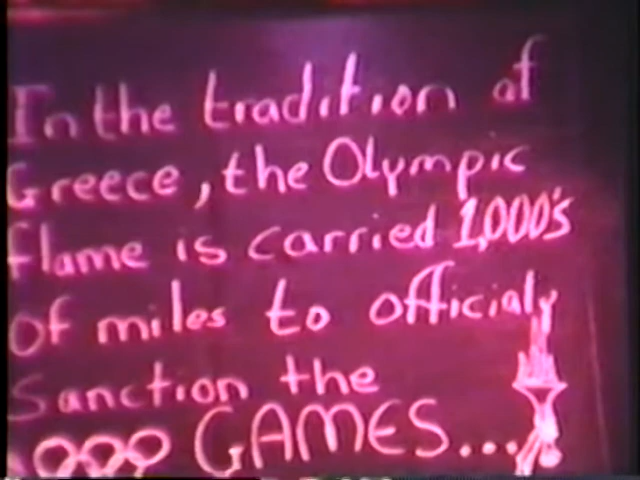 In the tradition of
Greece, the Olympic
flame is carried 1,000's
of miles to officialy
Sanction the
GAMES...